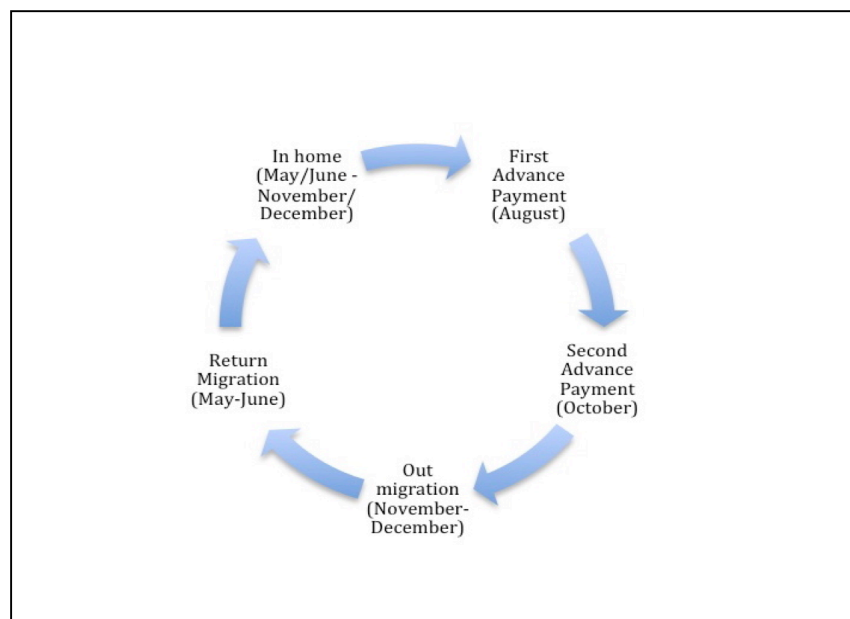 In home
(May/June -
November/
December)
First
Advance
Payment
(August)
Second
Advance
Payment
(October)
Out
migration
(November-
December)
Return
Migration
(May-June)